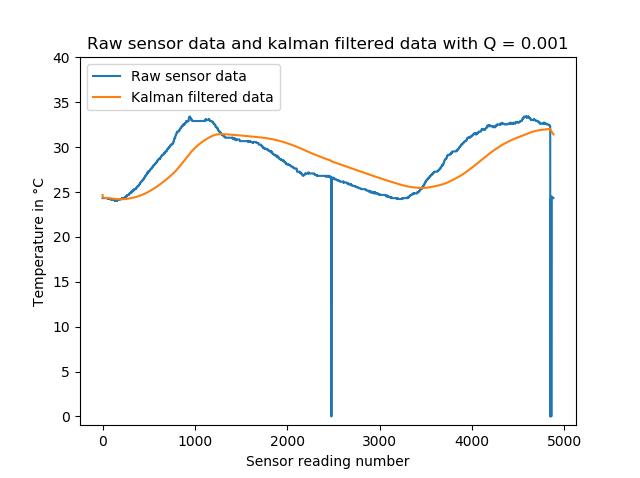 Raw sensor data and kalman filtered data with Q = 0.001
Raw sensor data
Kalman filtered data
40
35
30
25
20
15
10
5
0
Temperature in °C
0 1000 2000 3000 4000 5000
Sensor reading number